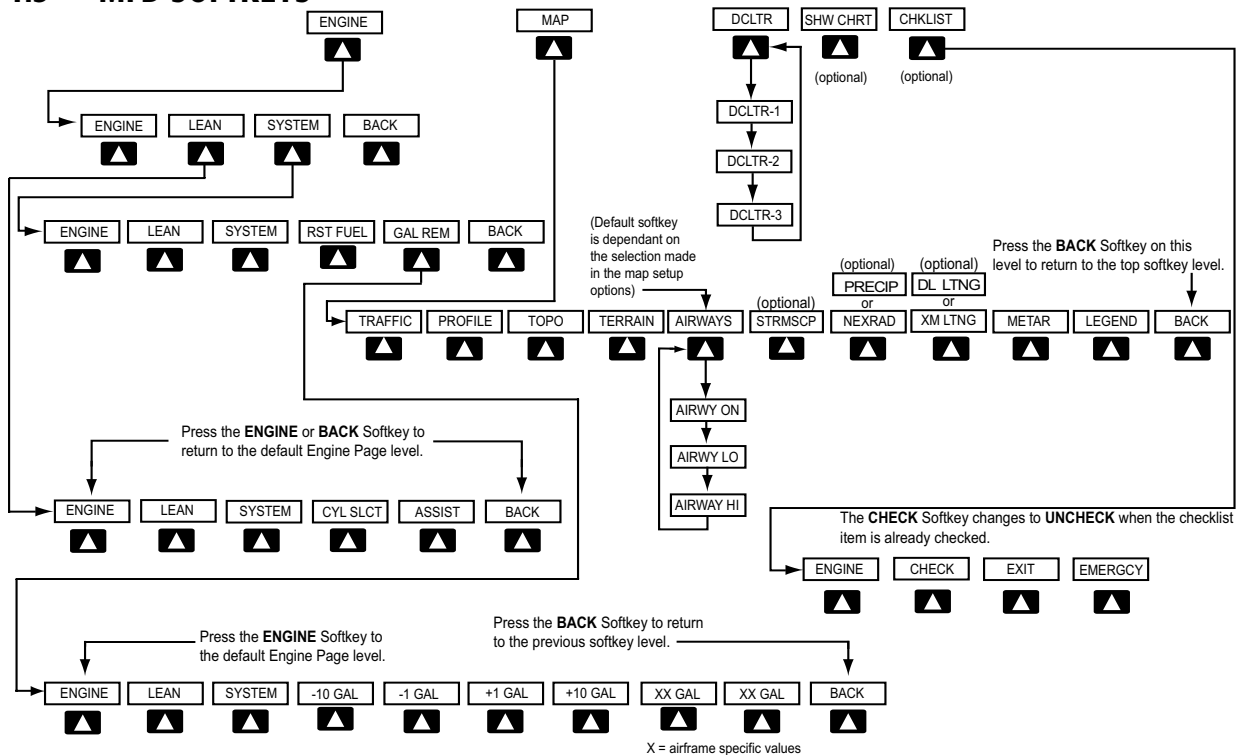 ENGINE MAP DCLTR SHW CHRT CHKLIST
(optional) (optional)
ENGINE LEAN SYSTEM BACK
DCLTR-1
DCLTR-2
DCLTR-3
ENGINE LEAN SYSTEM RST FUEL GAL REM BACK
(Default softkey
is dependant on
the selection made
in the map setup
options)
Press the BACK Softkey on this
level to return to the top softkey level.
(optional)
(optional)
PRECIP
or
(optional)
DL LTNG
or
TRAFFIC PROFILE TOPO TERRAIN AIRWAYS STRMSCP NEXRAD XM LTNG METAR LEGEND BACK
AIRWY ON
AIRWY LO
AIRWAY HI
Press the ENGINE or BACK Softkey to
return to the default Engine Page level.
ENGINE LEAN SYSTEM CYL SLCT ASSIST BACK
The CHECK Softkey changes to UNCHECK when the checklist
item is already checked.
ENGINE CHECK EXIT EMERGCY
Press the ENGINE Softkey to
the default Engine Page level.
Press the BACK Softkey to return
to the previous softkey level.
ENGINE LEAN SYSTEM -10 GAL -1 GAL +1 GAL +10 GAL XX GAL XX GAL BACK
X = airframe specific values